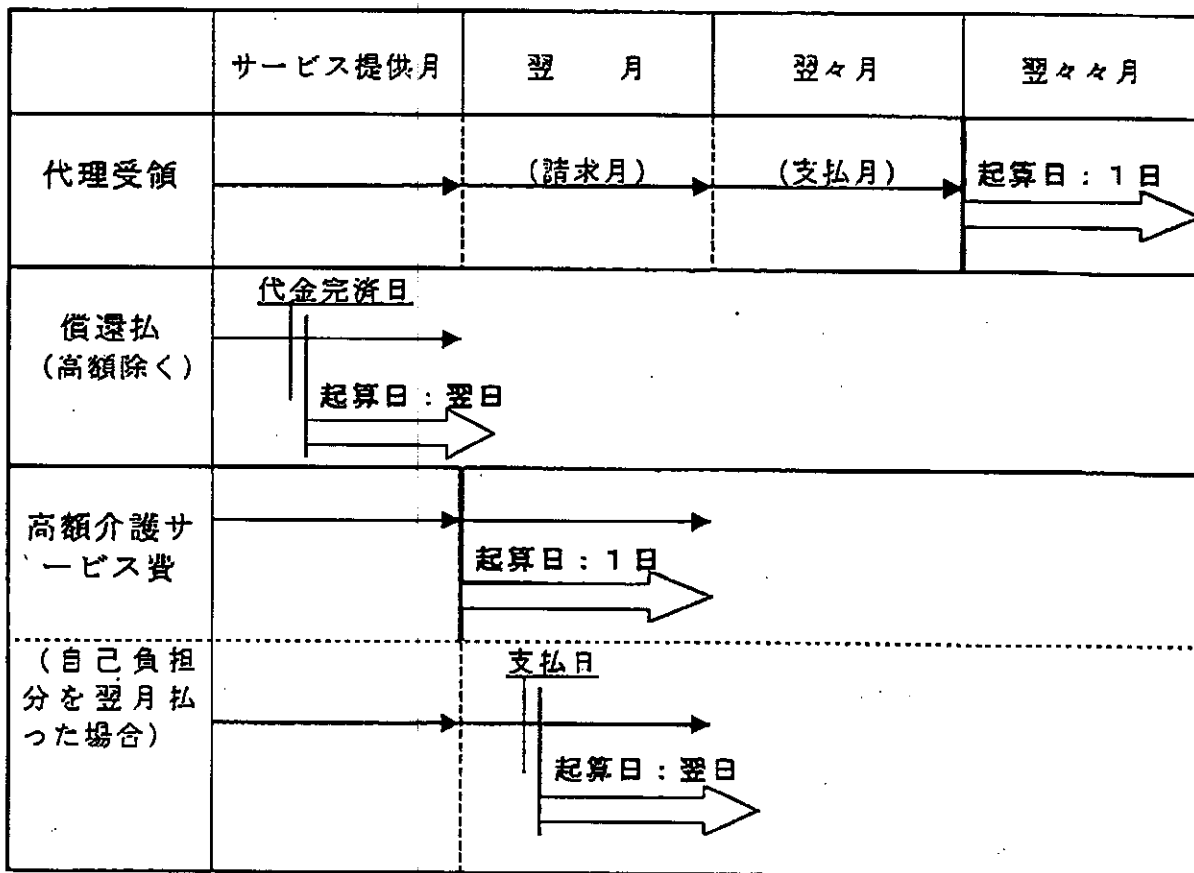 サービス提供月
翌 月
翌々月
翌々々月
代理受領
(請求月)
(支払月)
起算日:1日
償還払
(高額除く)
代金完済日
起算日:翌日
高額介護サ
ービス費
起算日:1日
(自己負担
分を翌月払
った場合)
支払日
起算日:翌日